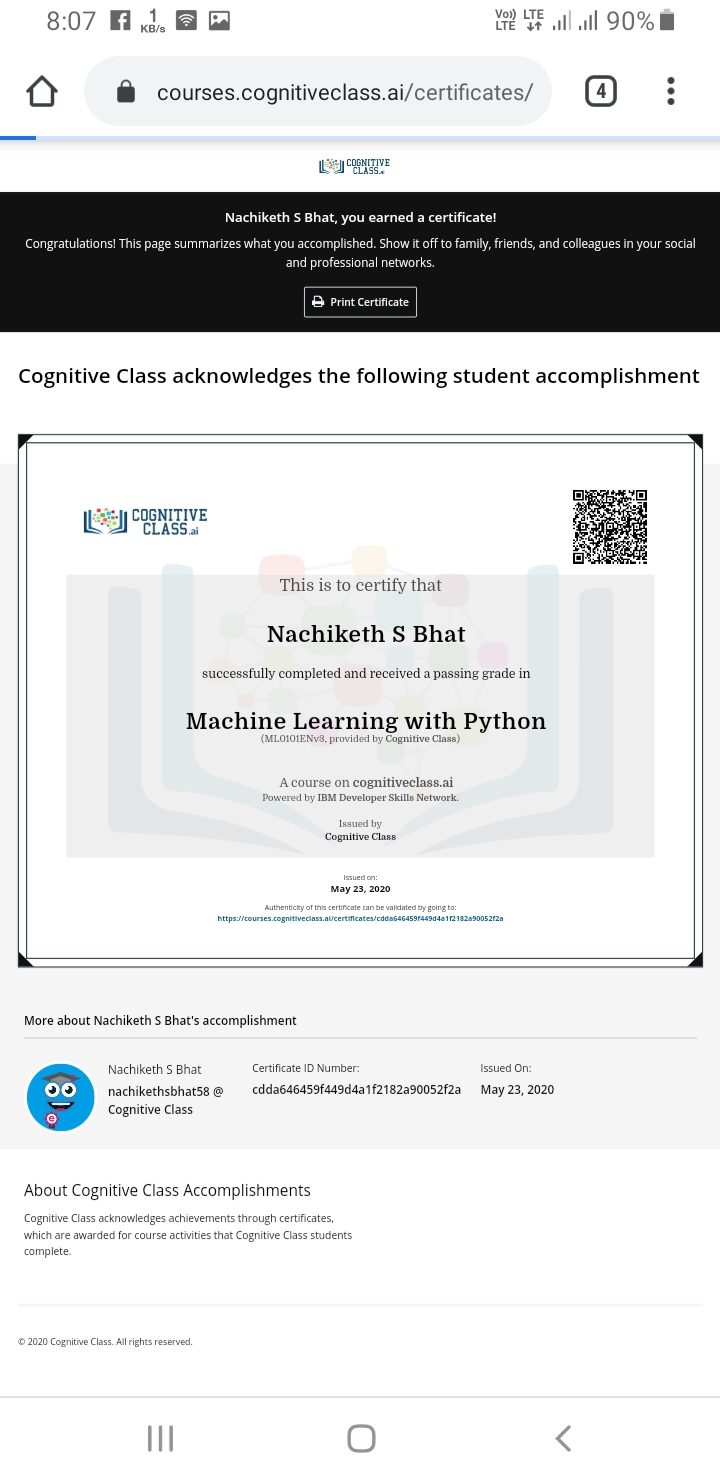 8:07 1 KB/s Vo)) LTE LTE 90%
courses.cognitiveclass.ai/certificates/ 4
COGNITIVE
CLASS.ai
Nachiketh S Bhat, you earned a certificate!
Congratulations! This page summarizes what you accomplished. Show it off to family, friends, and colleagues in your social
and professional networks.
Print Certificate
Cognitive Class acknowledges the following student accomplishment
COGNITIVE
CLASS.ai
This is to certify that
Nachiketh S Bhat
successfully completed and received a passing grade in
Machine Learning with Python
(ML0101ENv3, provided by Cognitive Class)
A course on cognitiveclass.ai
Powered by IBM Developer Skills Network.
Issued by
Cognitive Class
Issued on:
May 23, 2020
Authenticity of this certificate can be validated by going to:
https://courses.cognitiveclass.ai/certificates/cdda646459f449d4a1f2182a90052f2a
More about Nachiketh S Bhat's accomplishment
Nachiketh S Bhat Certificate ID Number: Issued On:
nachikethsbhat58 @ cdda646459f449d4a1f2182a90052f2a May 23, 2020
Cognitive Class
About Cognitive Class Accomplishments
Cognitive Class acknowledges achievements through certificates,
which are awarded for course activities that Cognitive Class students
complete.
© 2020 Cognitive Class. All rights reserved.